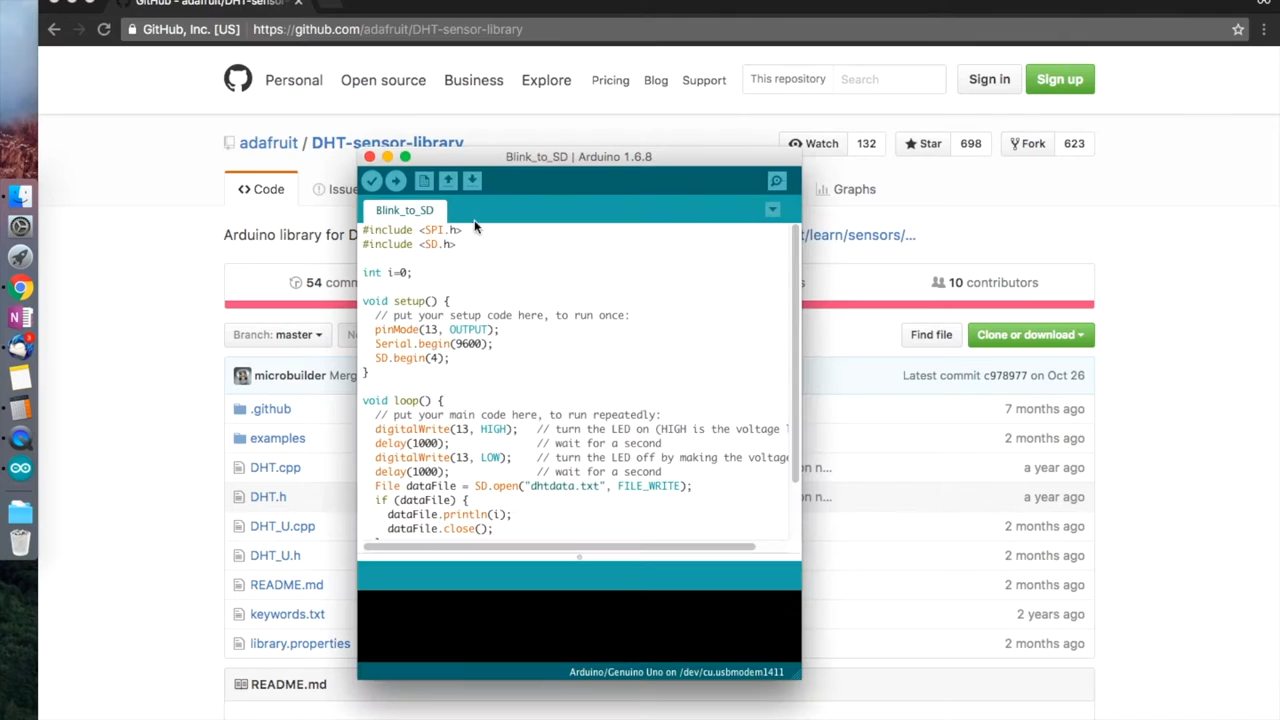 GitHub - adafruit/DHT-sensor-
GitHub, Inc. [US] https://github.com/adafruit/DHT-sensor-library
Personal Open source Business Explore Pricing Blog Support This repository Search Sign in Sign up
adafruit / DHT-sensor-library Watch 132 Star 698 Fork 623
Code Graphs
Arduino library for t/learn/sensors/...
54 10 contributors
Branch: master Find file Clone or download
microbuilder Latest commit c978977 on Oct 26
.github 7 months ago
examples 2 months ago
DHT.cpp on n... a year ago
DHT.h on n... a year ago
DHT_U.cpp 2 months ago
DHT_U.h 2 months ago
README.md 2 months ago
keywords.txt 2 years ago
library.properties 2 months ago
README.md
3
Blink_to_SD | Arduino 1.6.8
Blink_to_SD
#include <SPI.h>
#include <SD.h>
int i=0;
void setup() {
// put your setup code here, to run once:
pinMode(13, OUTPUT);
Serial.begin(9600);
SD.begin(4);
}
void loop() {
// put your main code here, to run repeatedly:
digitalWrite(13, HIGH); // turn the LED on (HIGH is the voltage l
delay(1000); // wait for a second
digitalWrite(13, LOW); // turn the LED off by making the voltage
delay(1000); // wait for a second
File dataFile = SD.open("dhtdata.txt", FILE_WRITE);
if (dataFile) {
dataFile.println(i);
dataFile.close();
Arduino/Genuino Uno on /dev/cu.usbmodem1411